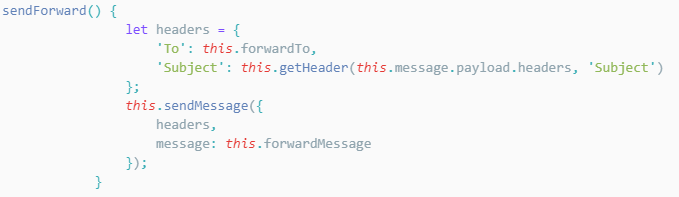 sendForward() {
let headers = {
'To': this.forwardTo,
'Subject': this.getHeader(this.message.payload.headers, 'Subject')
};
this.sendMessage({
headers,
message: this.forwardMessage
});
}